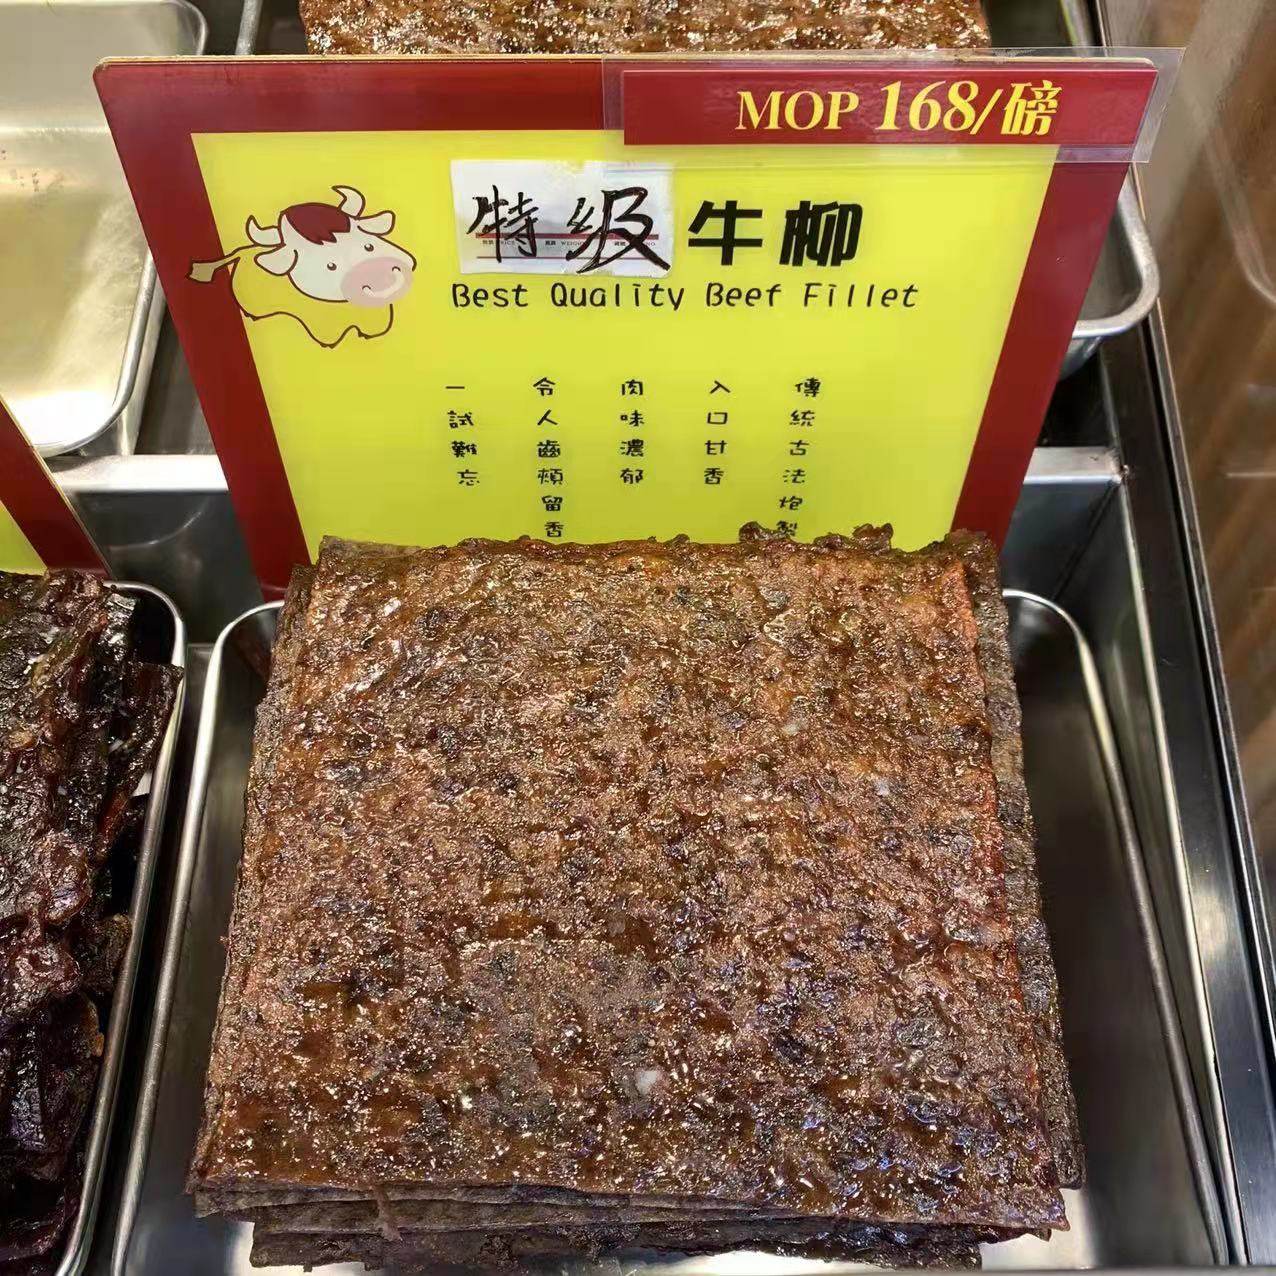 MOP 168/磅
特级牛柳
Best Quality Beef Fillet
傳統古法炮製
入口甘香
肉味濃郁
令人齒頰留香
一試難忘